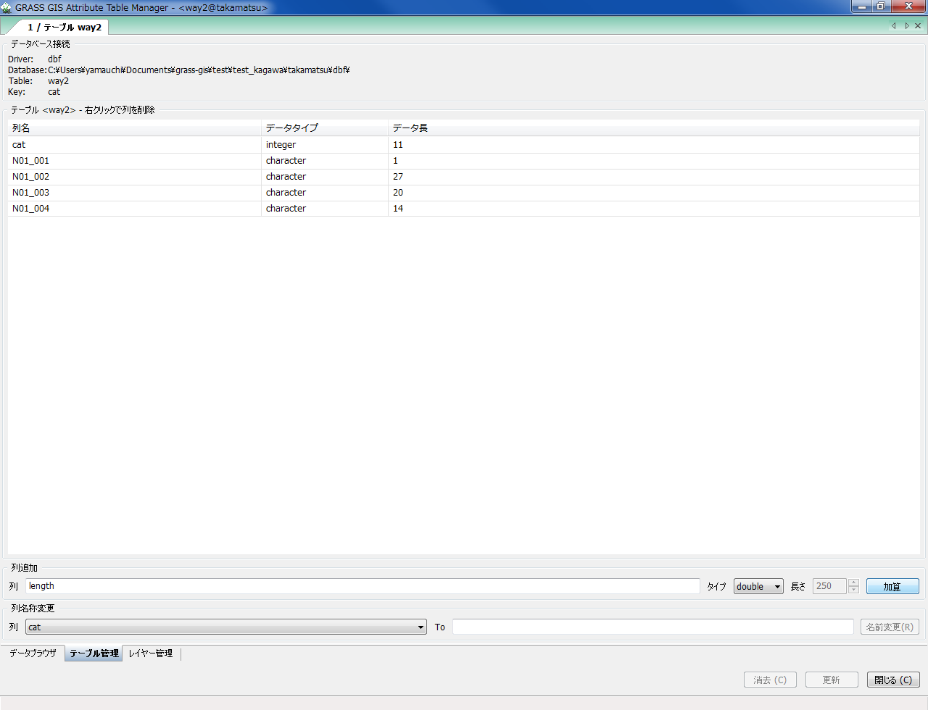 GRASS GIS Attribute Table Manager - <way2@takamatsu>
1 / テーブル way2
データベース接続
Driver: dbf
Database:C:¥Users¥yamauchi¥Documents¥grass-gis¥test¥test_kagawa¥takamatsu¥dbf¥
Table: way2
Key: cat
テーブル <way2> - 右クリックで列を削除
列名 データタイプ データ長
cat integer 11
N01_001 character 1
N01_002 character 27
N01_003 character 20
N01_004 character 14
列追加
列 length タイプ double 長さ 250 加算
列名称変更
列 cat To 名前変更(R)
データブラウザ テーブル管理 レイヤー管理
消去 (C) 更新 閉じる (C)